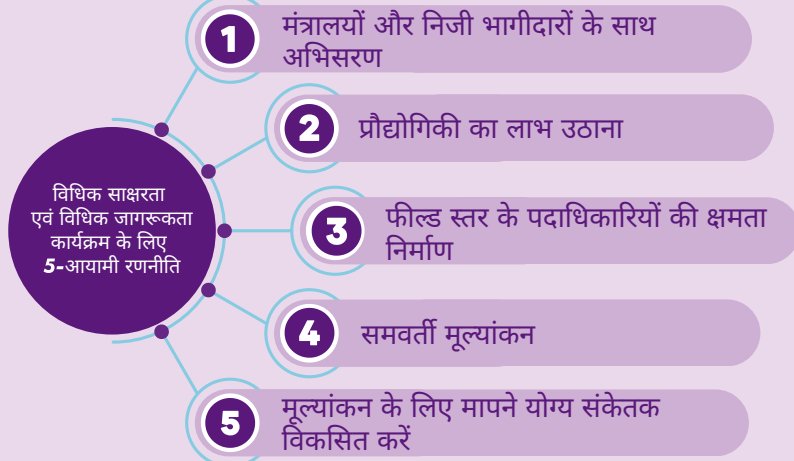 विधिक साक्षरता
एवं विधिक जागरूकता
कार्यक्रम के लिए
5-आयामी रणनीति
1
मंत्रालयों और निजी भागीदारों के साथ
अभिसरण
2
प्रौद्योगिकी का लाभ उठाना
3
फील्ड स्तर के पदाधिकारियों की क्षमता
निर्माण
4
समवर्ती मूल्यांकन
5
मूल्यांकन के लिए मापने योग्य संकेतक
विकसित करें